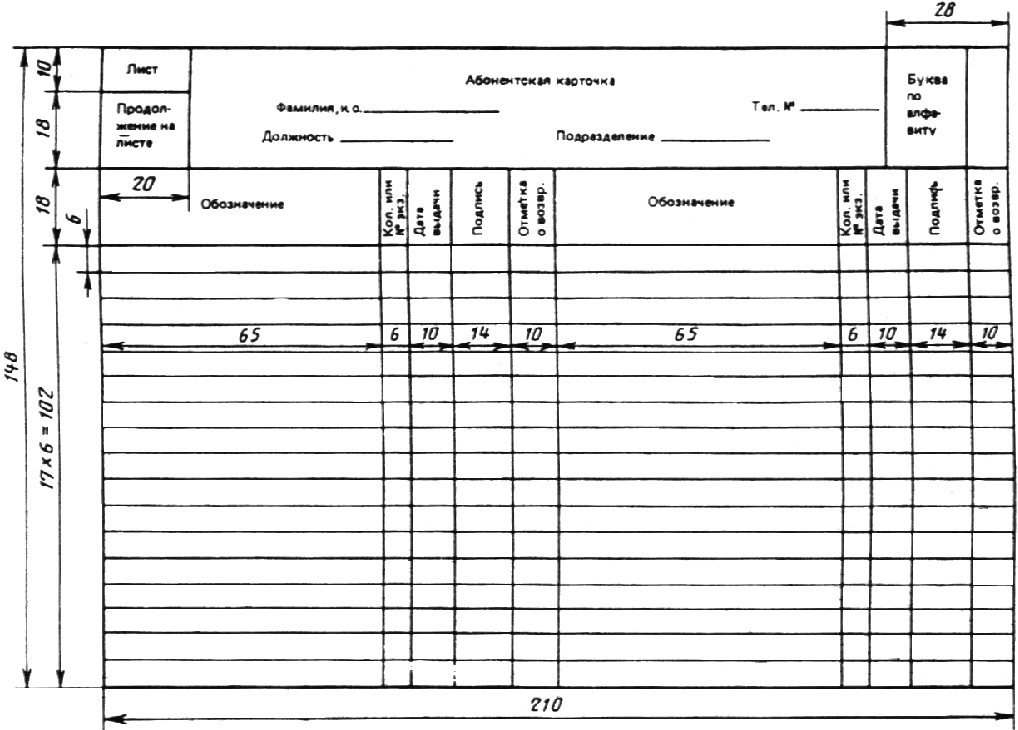 28
10
Лист
Абонентская карточка
Буква
по
алфа-
виту
Фамилия, и. о.
Тел. №
18
Продол-
жение на
листе
Должность
Подразделение
18
20
6
Обозначение
Кол. или
№ экз.
Дата
выдачи
Подпись
Отметка
о возвр.
Обозначение
Кол. или
№ экз.
Дата
выдачи
Подпись
Отметка
о возвр.
65 6 10 14 10 65 6 10 14 10
148
17×6 = 102
210